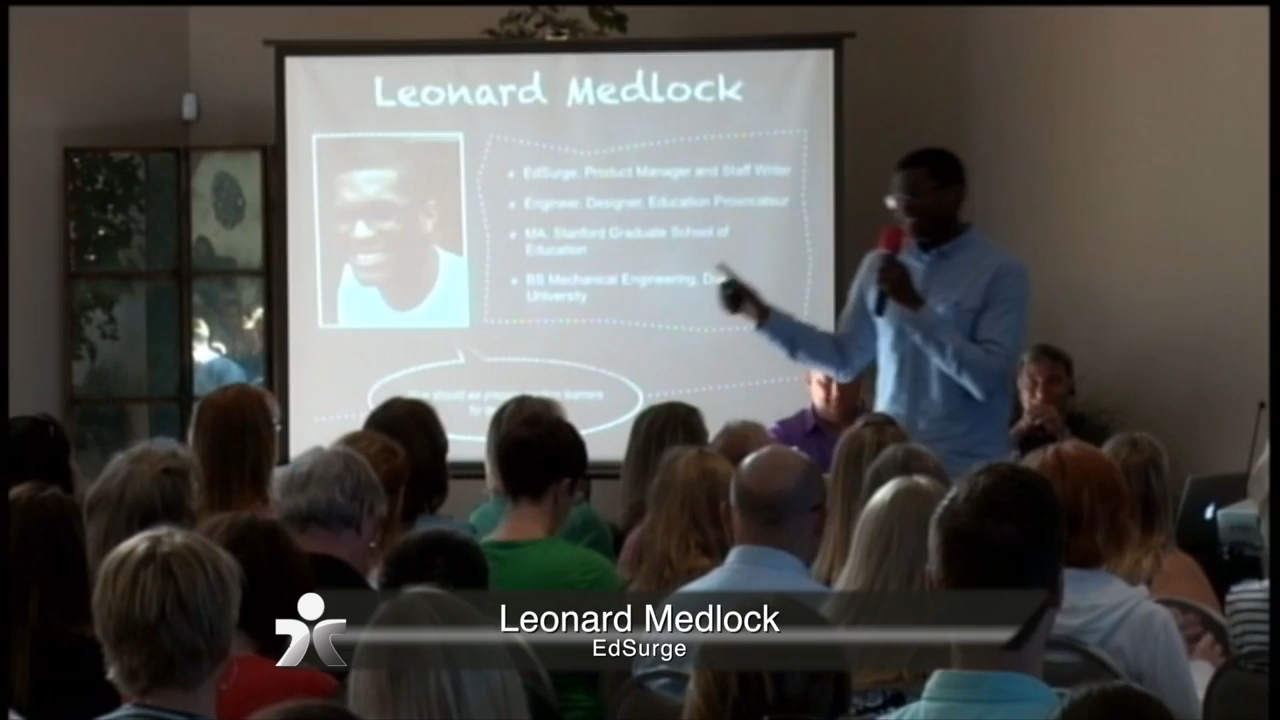 Leonard Medlock
EdSurge, Product Manager and Staff Writer
Engineer, Designer, Education Provocateur
MA, Stanford Graduate School of
Education
BS Mechanical Engineering,
University
Leonard Medlock
EdSurge